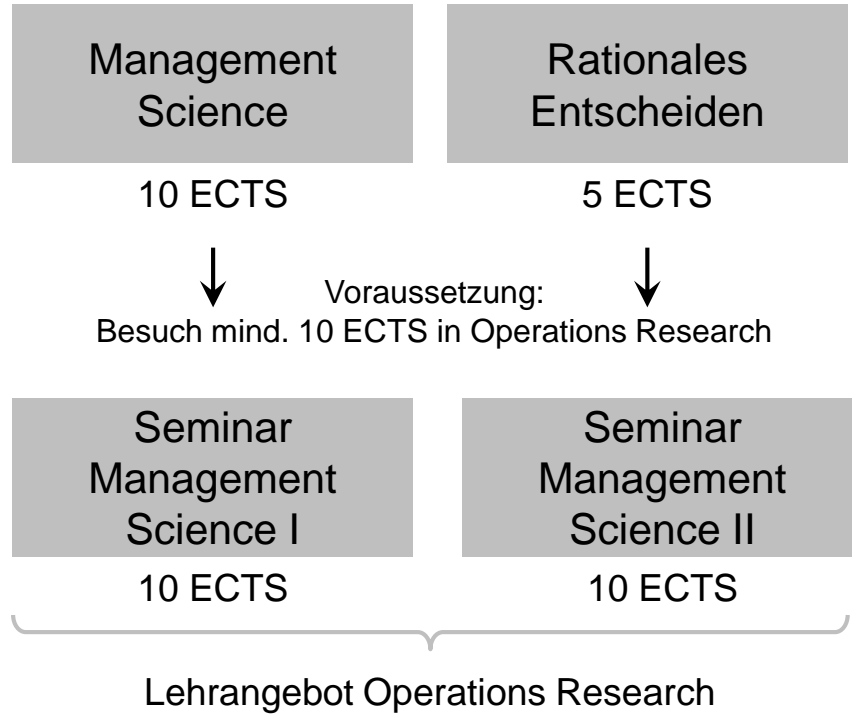 Management
Science
Rationales
Entscheiden
10 ECTS
5 ECTS
Voraussetzung:
Besuch mind. 10 ECTS in Operations Research
Seminar
Management
Science I
Seminar
Management
Science II
10 ECTS
10 ECTS
Lehrangebot Operations Research